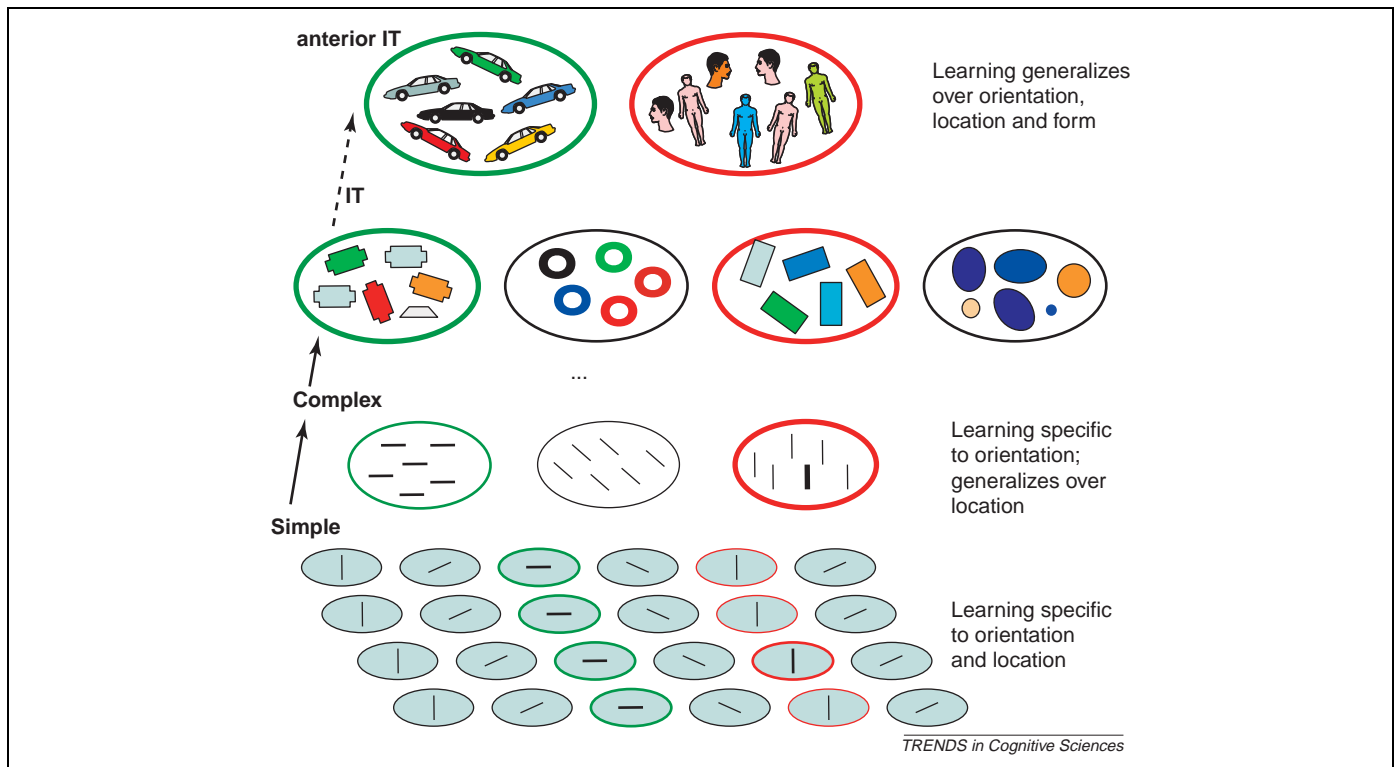 anterior IT
Learning generalizes
over orientation,
location and form
IT
...
Complex
Learning specific
to orientation;
generalizes over
location
Simple
Learning specific
to orientation
and location
TRENDS in Cognitive Sciences